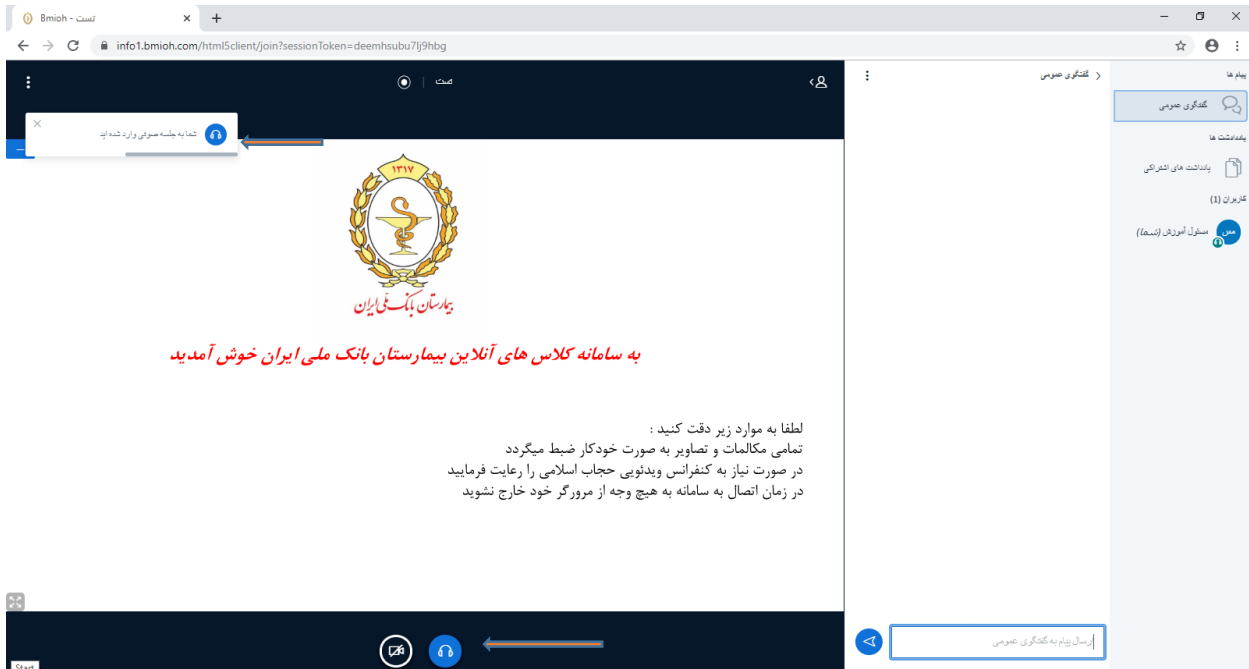 Bmioh - تست
info1.bmioh.com/html5client/join?sessionToken=deemhsubu7lj9hbg
پیام ها
گفتگوی عمومی
یادداشت ها
یادداشت های اشتراکی
کاربران (1)
مس
مسئول آموزش (شما)
گفتگوی عمومی
ارسال پیام به گفتگوی عمومی
تست
شما به جلسه صوتی وارد شده اید
۱۳۱۷
بیمارستان بانک ملی ایران
به سامانه کلاس های آنلاین بیمارستان بانک ملی ایران خوش آمدید
لطفا به موارد زیر دقت کنید :
تمامی مکالمات و تصاویر به صورت خودکار ضبط میگردد
در صورت نیاز به کنفرانس ویدئویی حجاب اسلامی را رعایت فرمایید
در زمان اتصال به سامانه به هیچ وجه از مرورگر خود خارج نشوید
Start